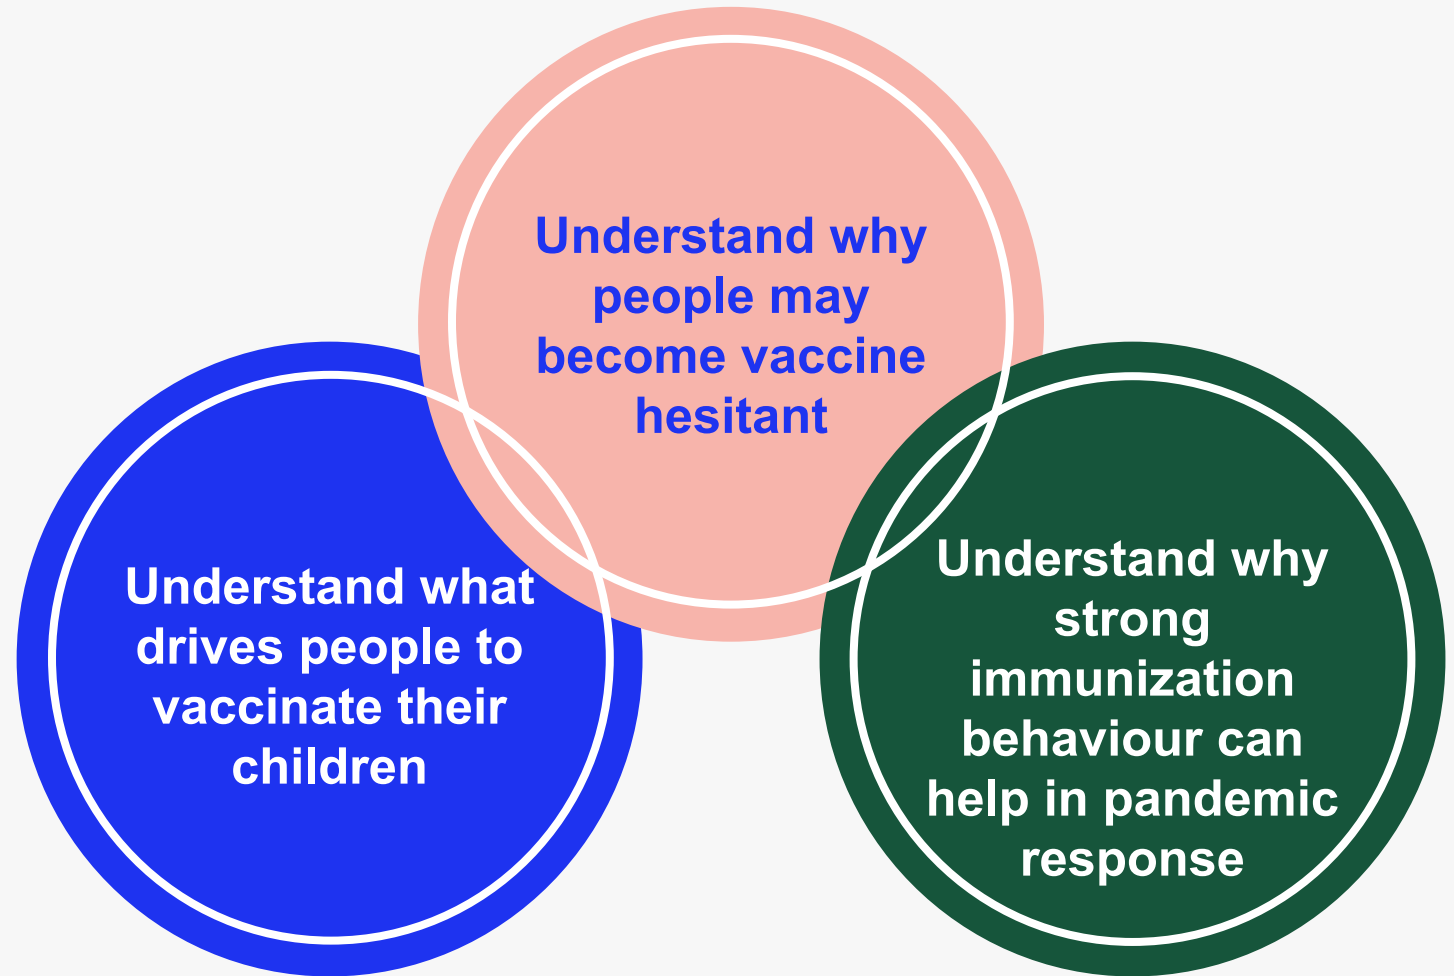 Understand why
people may
become vaccine
hesitant
Understand what
drives people to
vaccinate their
children
Understand why
strong
immunization
behaviour can
help in pandemic
response